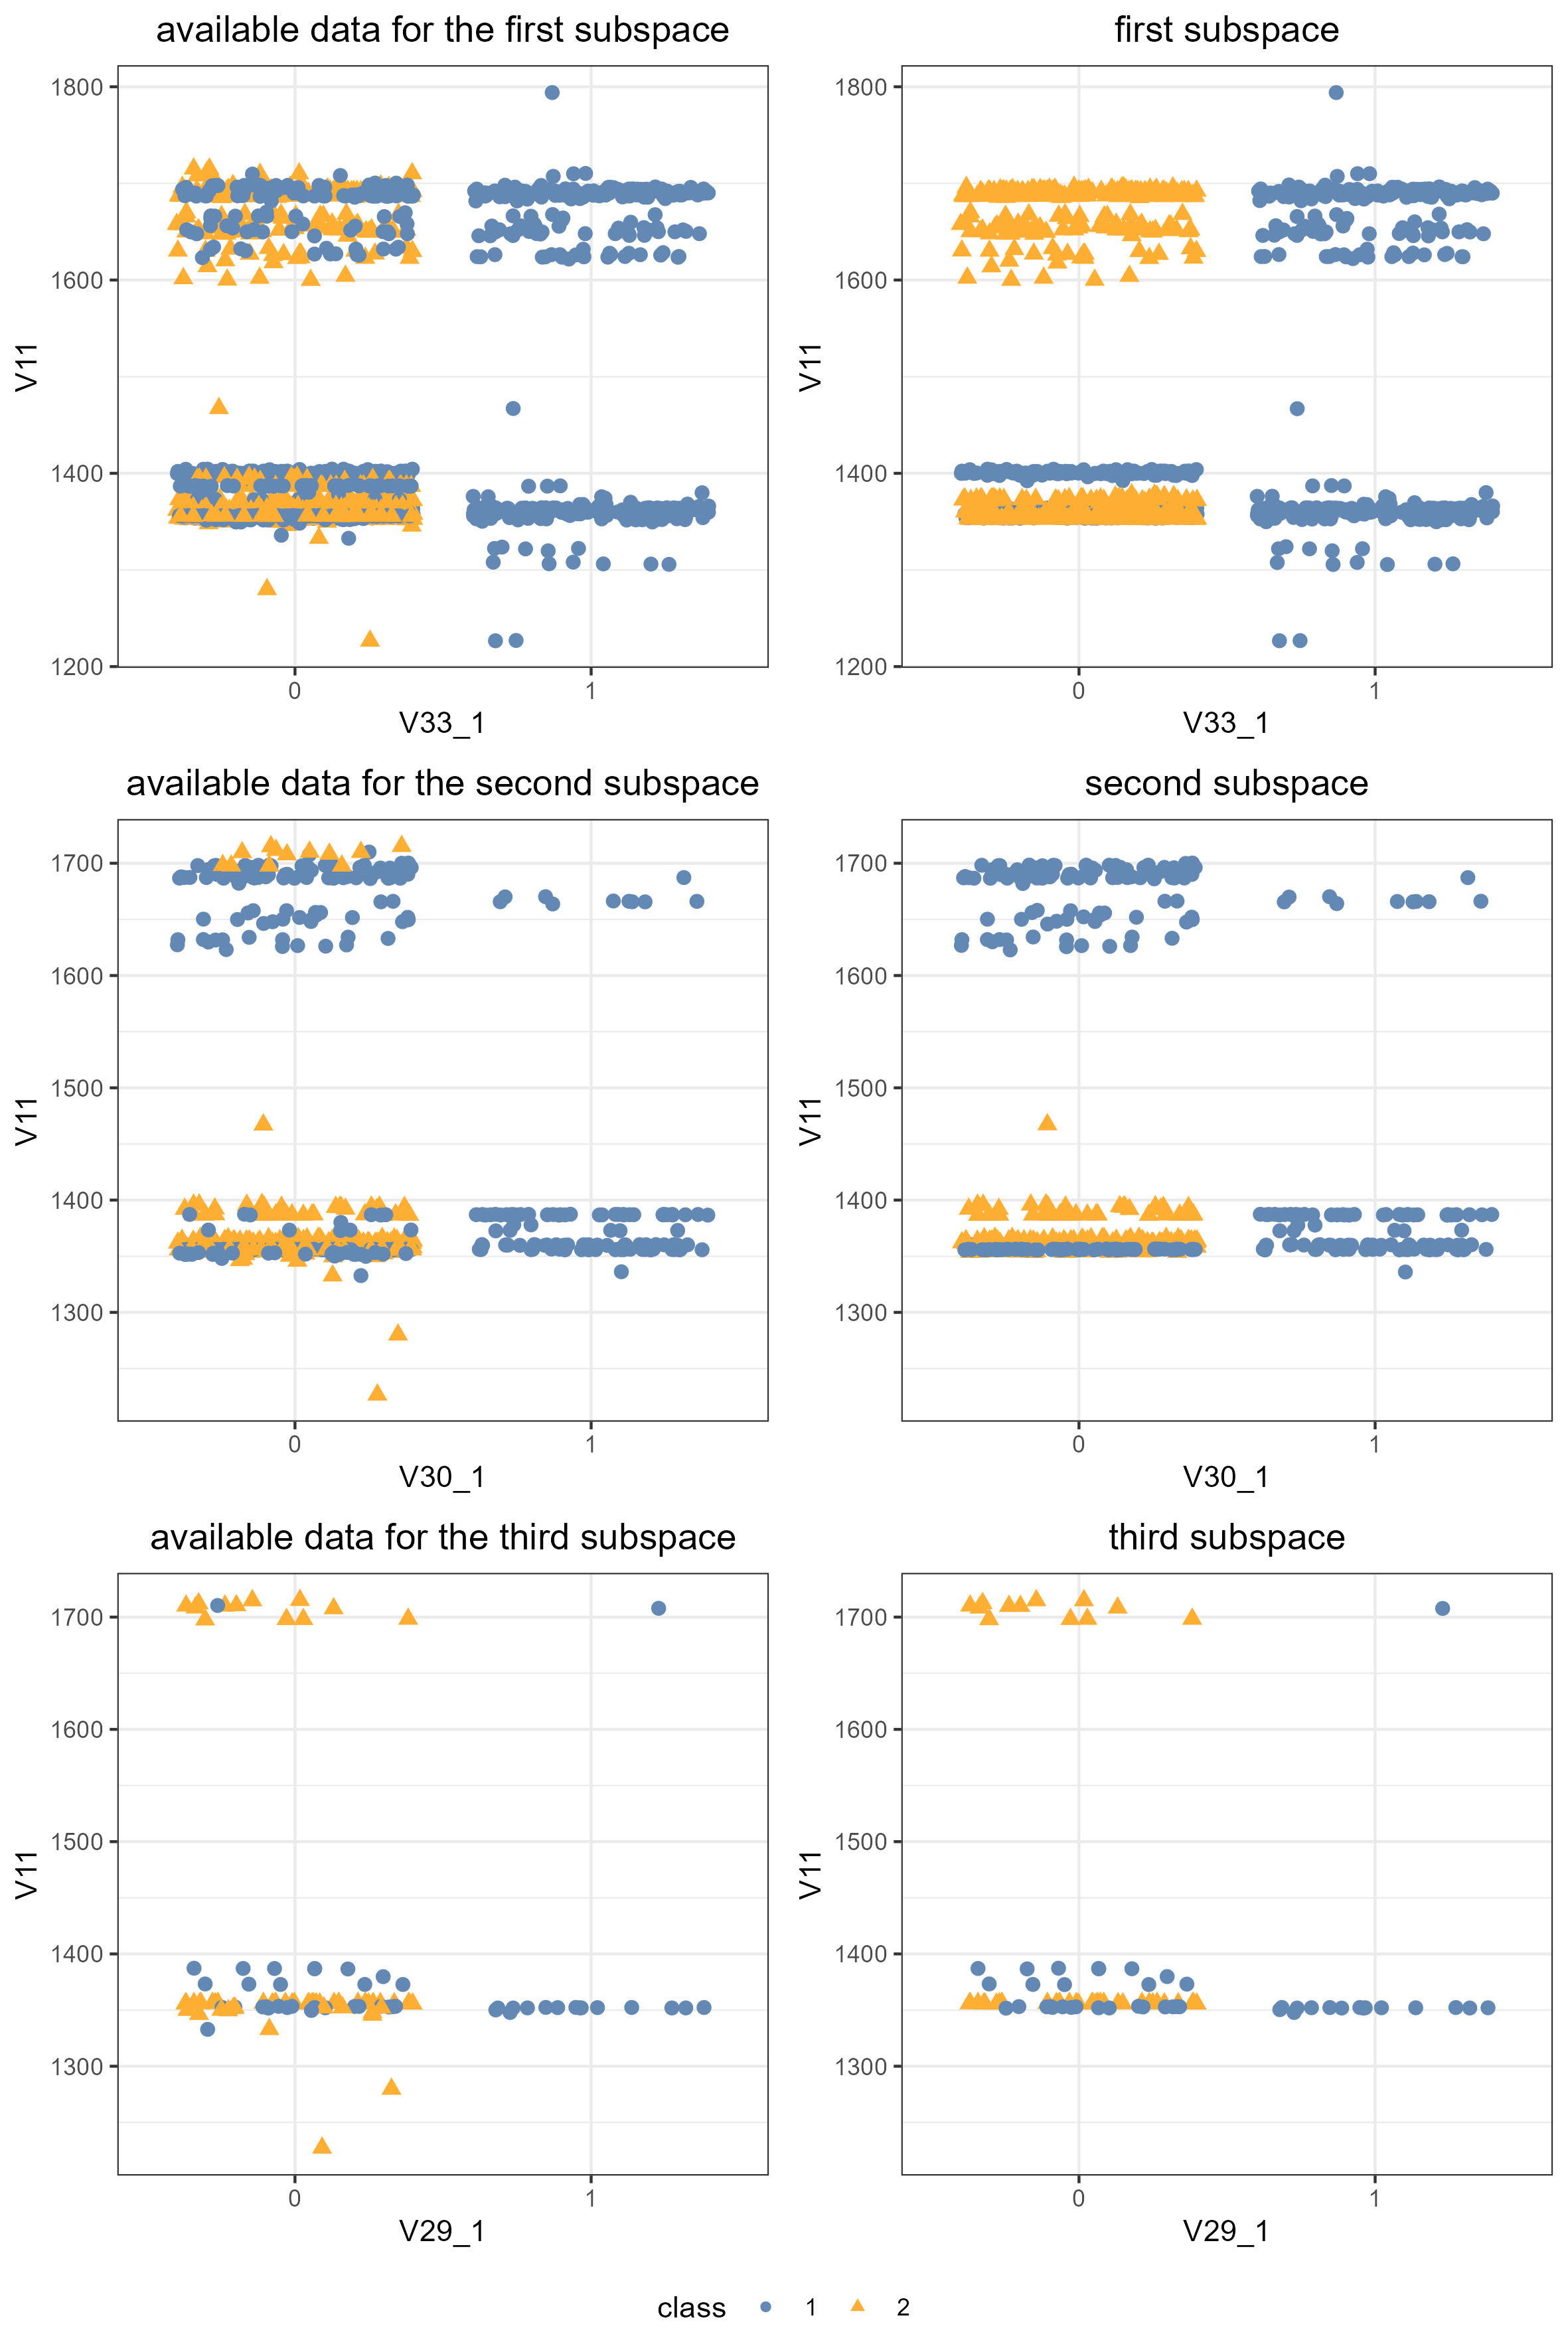 available data for the first subspace
first subspace
1800
1600
1400
1200
V11
0
1
V33_1
1800
1600
1400
1200
V11
0
1
V33_1
available data for the second subspace
second subspace
1700
1600
1500
1400
1300
V11
0
1
V30_1
1700
1600
1500
1400
1300
V11
0
1
V30_1
available data for the third subspace
third subspace
1700
1600
1500
1400
1300
V11
0
1
V29_1
1700
1600
1500
1400
1300
V11
0
1
V29_1
class 1 2